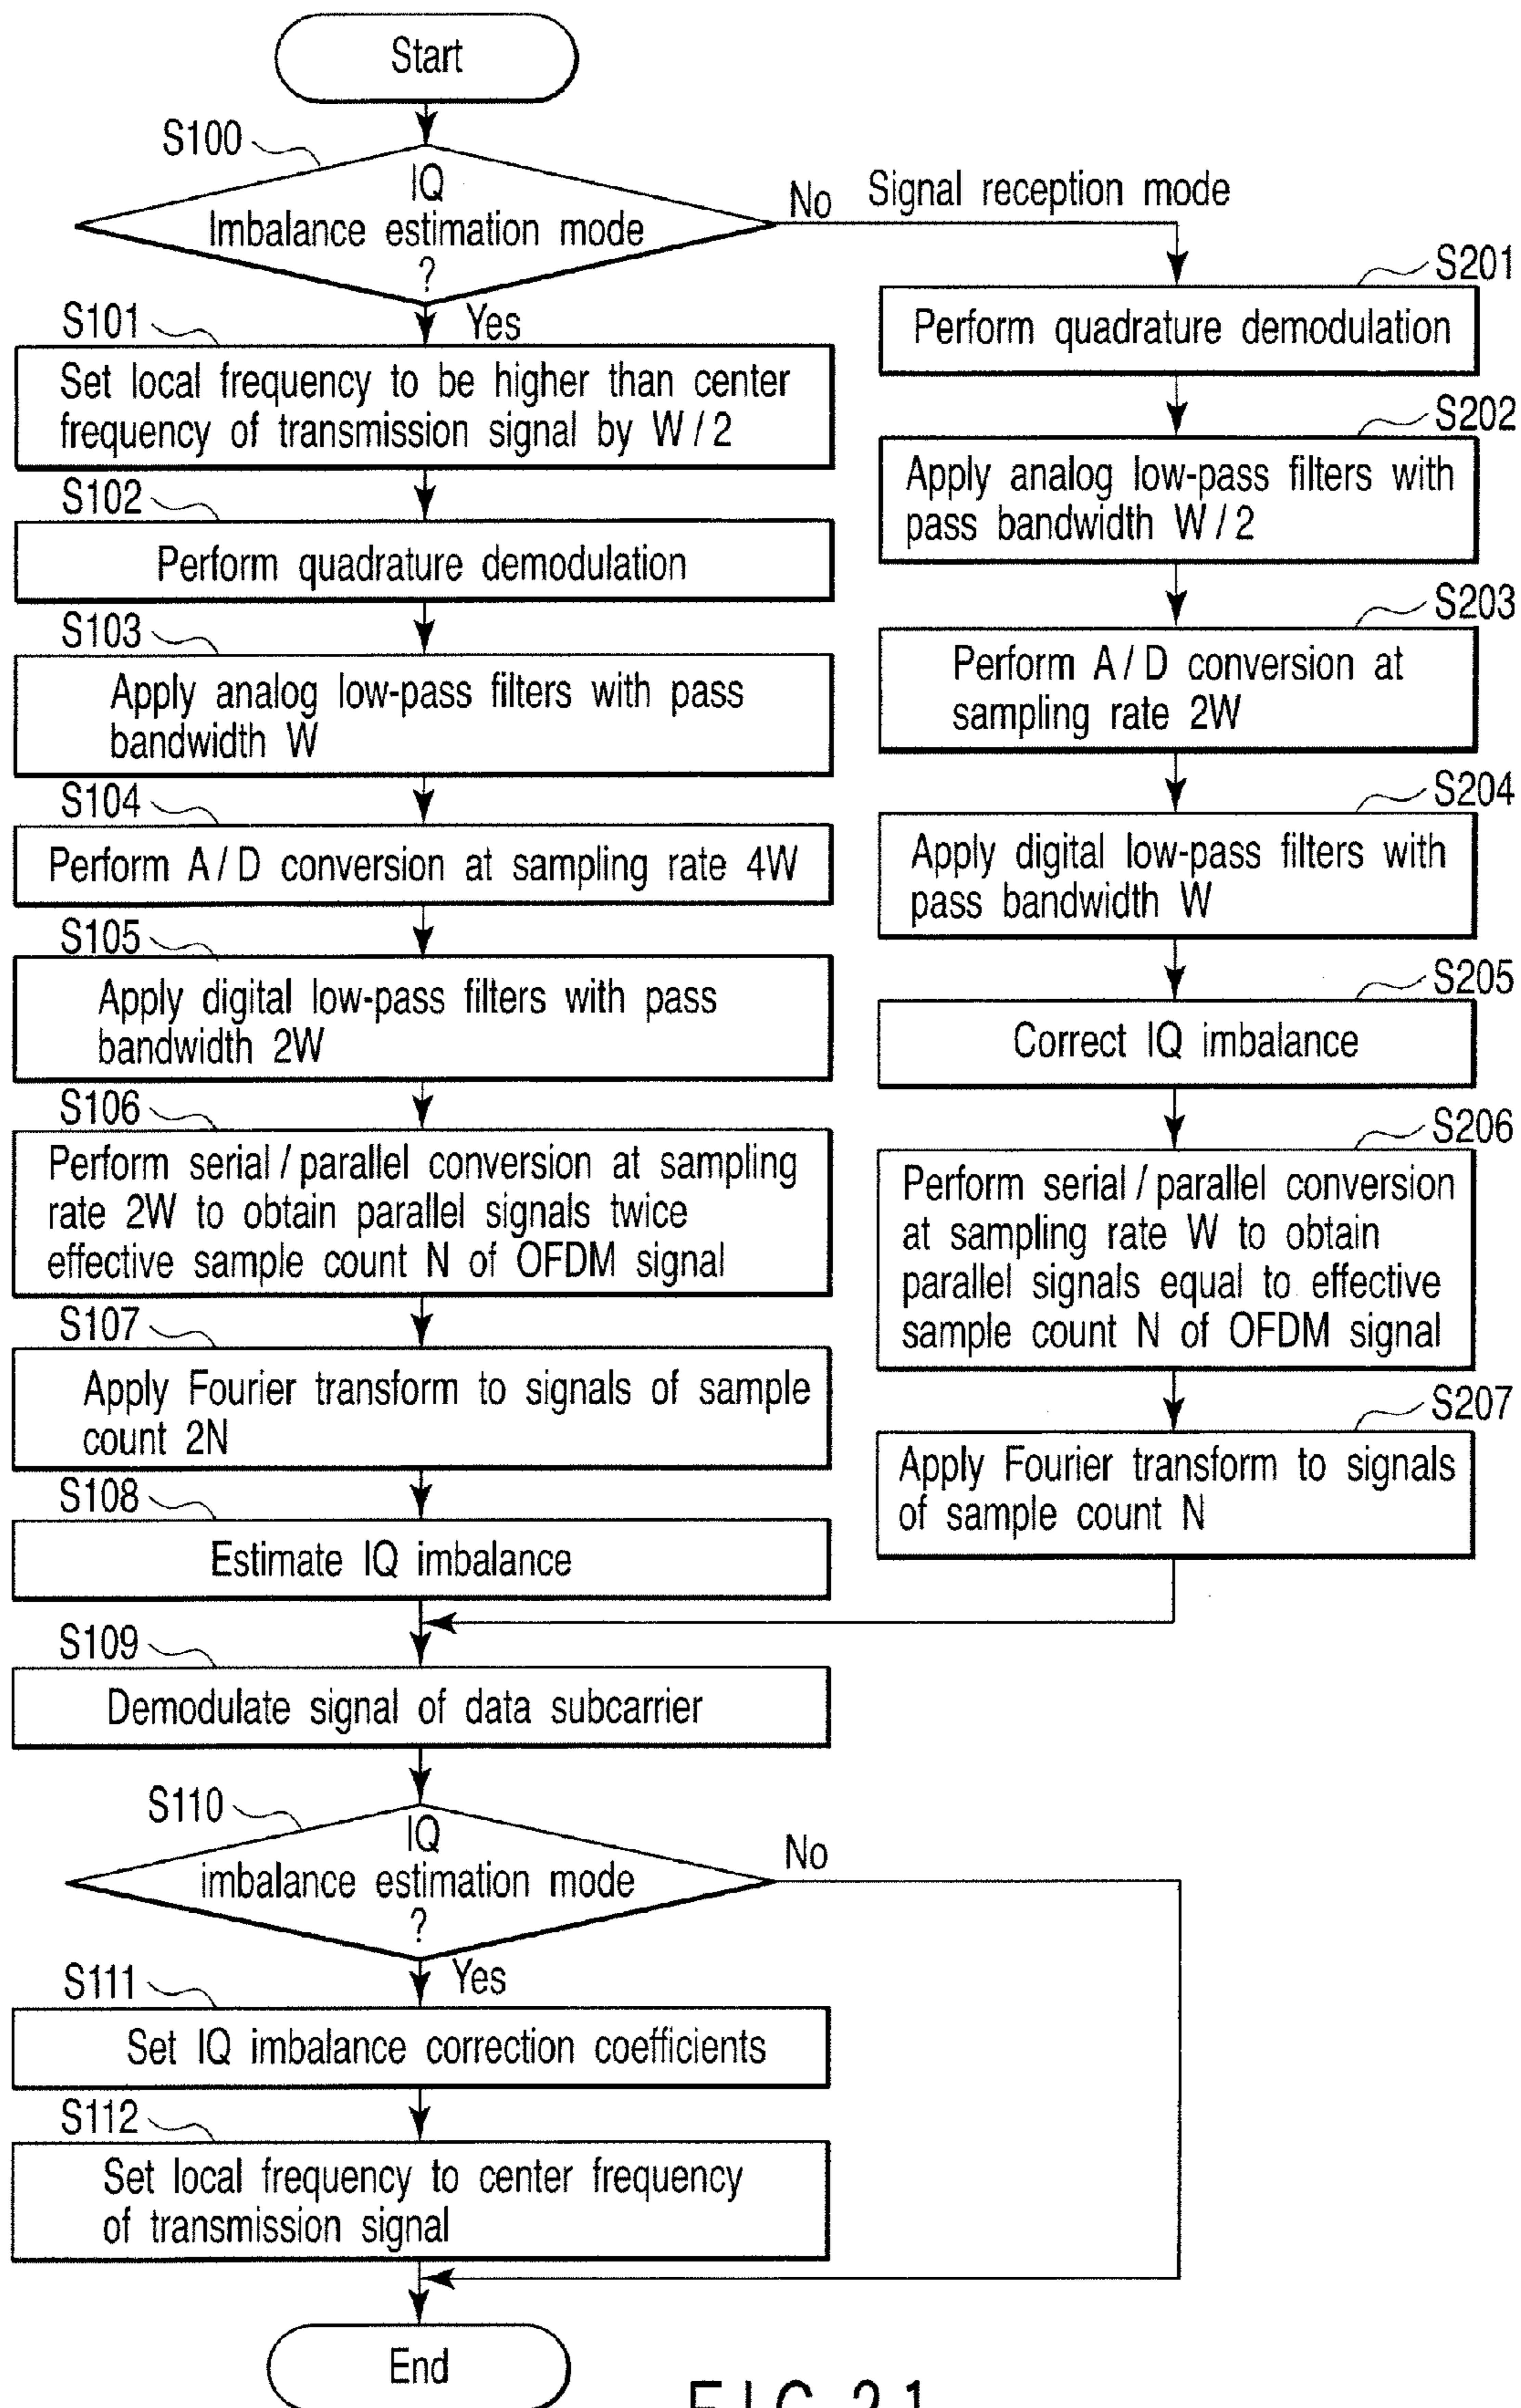 Start
S100
IQ
Imbalance estimation mode
?
No
Signal reception mode
Yes
S101
Set local frequency to be higher than center
frequency of transmission signal by W/2
S102
Perform quadrature demodulation
S103
Apply analog low-pass filters with pass
bandwidth W
S104
Perform A/D conversion at sampling rate 4W
S105
Apply digital low-pass filters with pass
bandwidth 2W
S106
Perform serial/parallel conversion at sampling
rate 2W to obtain parallel signals twice
effective sample count N of OFDM signal
S107
Apply Fourier transform to signals of sample
count 2N
S108
Estimate IQ imbalance
S201
Perform quadrature demodulation
S202
Apply analog low-pass filters with
pass bandwidth W/2
S203
Perform A/D conversion at
sampling rate 2W
S204
Apply digital low-pass filters with
pass bandwidth W
S205
Correct IQ imbalance
S206
Perform serial/parallel conversion
at sampling rate W to obtain
parallel signals equal to effective
sample count N of OFDM signal
S207
Apply Fourier transform to signals
of sample count N
S109
Demodulate signal of data subcarrier
S110
IQ
imbalance estimation mode
?
No
Yes
S111
Set IQ imbalance correction coefficients
S112
Set local frequency to center frequency
of transmission signal
End
FIG. 21